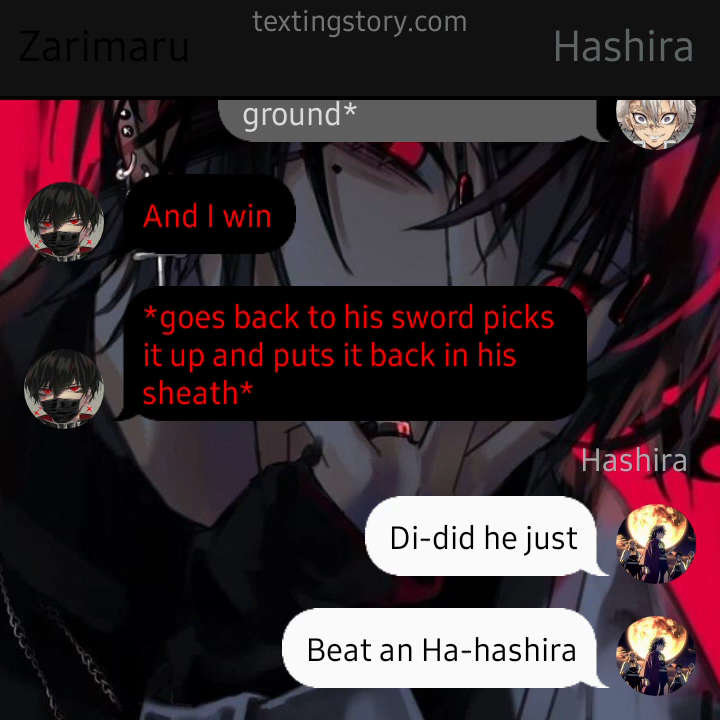 textingstory.com
Zarimaru
Hashira
ground*
And I win
*goes back to his sword picks
it up and puts it back in his
sheath*
Hashira
Di-did he just
Beat an Ha-hashira